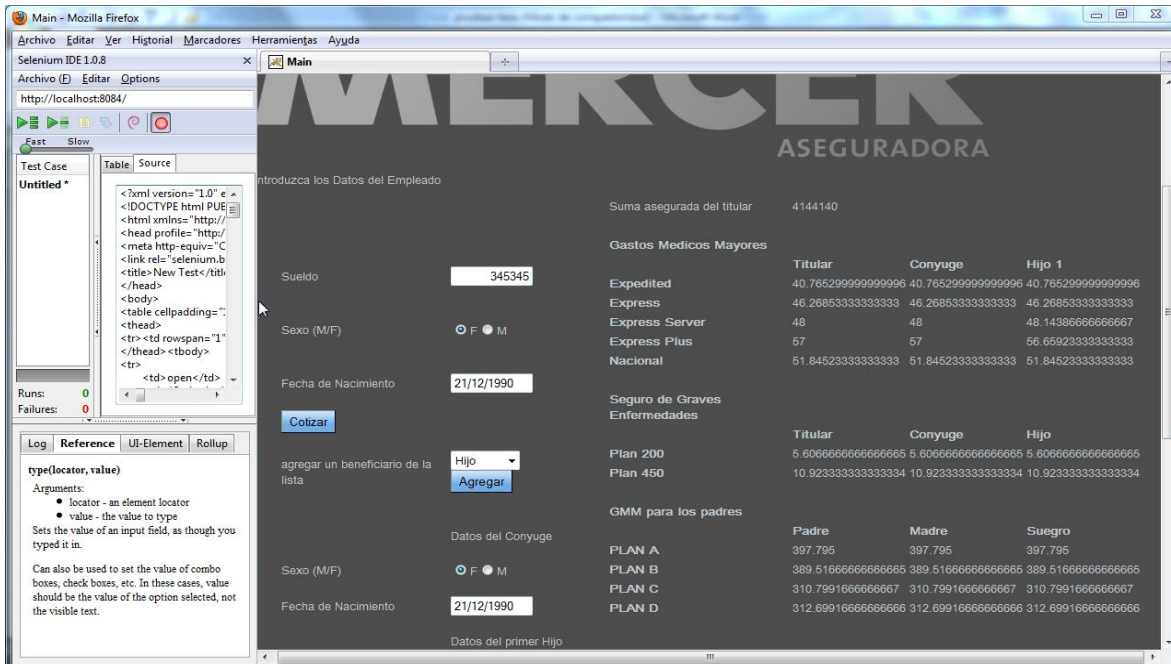 Main - Mozilla Firefox
Archivo Editar Ver Historial Marcadores Herramientas Ayuda
Selenium IDE 1.0.8
Archivo (F) Editar Options
http://localhost:8084/
Fast Slow
Test Case
Untitled *
Table Source
<?xml version="1.0" e
<!DOCTYPE html PUE
<html xmlns="http://
<head profile="http:/
<meta http-equiv="C
<link rel="selenium.b
<title>New Test</titl
</head>
<body>
<table cellpadding="
<thead>
<tr><td rowspan="1"
</thead><tbody>
<tr>
<td>open</td>
Runs: 0
Failures: 0
Log Reference UI-Element Rollup
type(locator, value)
Arguments:
locator - an element locator
value - the value to type
Sets the value of an input field, as though you
typed it in.
Can also be used to set the value of combo
boxes, check boxes, etc. In these cases, value
should be the value of the option selected, not
the visible text.
Main
MERCER
ASEGURADORA
ntroduzca los Datos del Empleado
Sueldo 345345
Sexo (M/F) F M
Fecha de Nacimiento 21/12/1990
Cotizar
agregar un beneficiario de la
lista
Hijo
Agregar
Datos del Conyuge
Sexo (M/F) F M
Fecha de Nacimiento 21/12/1990
Datos del primer Hijo
Suma asegurada del titular 4144140
Gastos Medicos Mayores
Titular Conyuge Hijo 1
Expedited 40.765299999999996 40.765299999999996 40.765299999999996
Express 46.26853333333333 46.26853333333333 46.26853333333333
Express Server 48 48 48.14386666666667
Express Plus 57 57 56.65923333333333
Nacional 51.84523333333333 51.84523333333333 51.84523333333333
Seguro de Graves
Enfermedades
Titular Conyuge Hijo
Plan 200 5.6066666666666665 5.6066666666666665 5.6066666666666665
Plan 450 10.923333333333334 10.923333333333334 10.923333333333334
GMM para los padres
Padre Madre Suegro
PLAN A 397.795 397.795 397.795
PLAN B 389.51666666666665 389.51666666666665 389.51666666666665
PLAN C 310.7991666666667 310.7991666666667 310.7991666666667
PLAN D 312.69916666666666 312.69916666666666 312.69916666666666